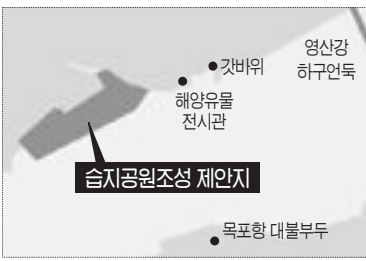 영산강
하구언둑
갓바위
해양유물
전시관
습지공원조성 제안지
목포항 대불부두